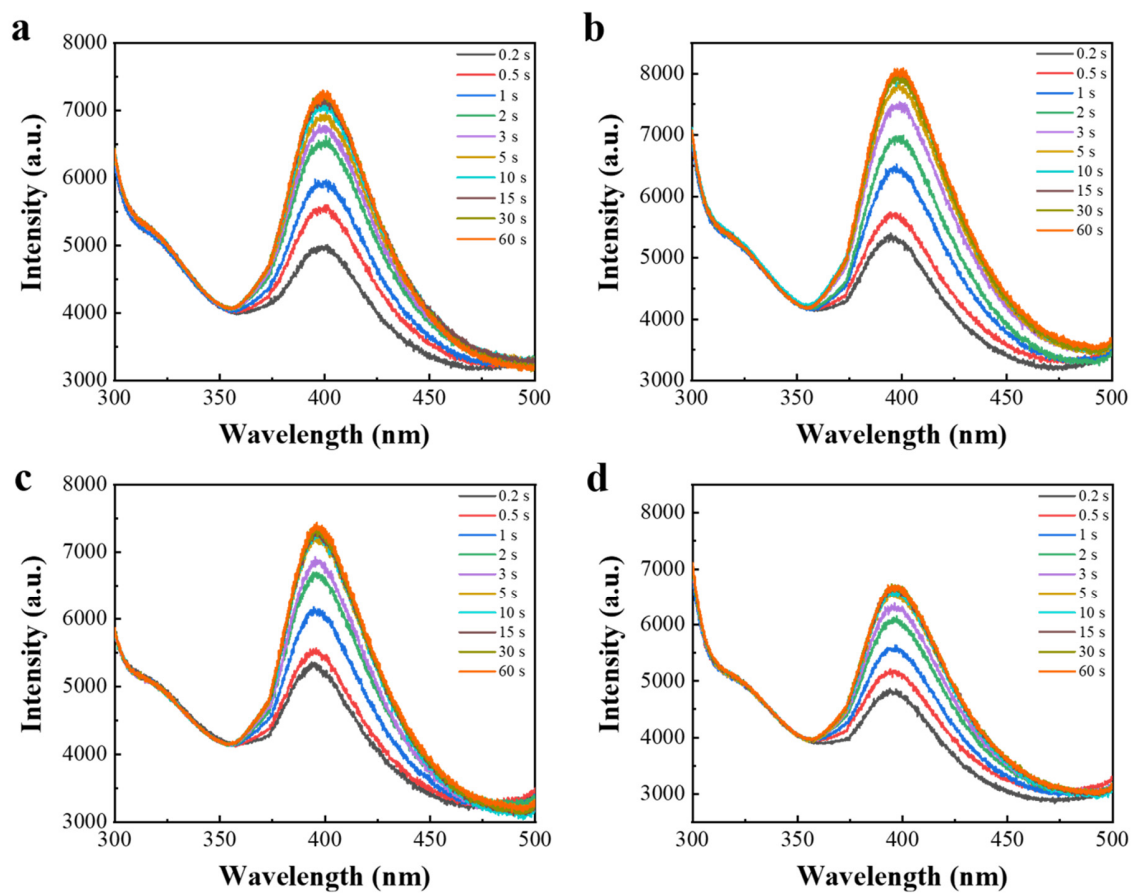 a
8000
7000
6000
5000
4000
3000
Intensity (a.u.)
300
350
400
450
500
Wavelength (nm)
0.2 s
0.5 s
1 s
2 s
3 s
5 s
10 s
15 s
30 s
60 s
b
8000
7000
6000
5000
4000
3000
Intensity (a.u.)
300
350
400
450
500
Wavelength (nm)
0.2 s
0.5 s
1 s
2 s
3 s
5 s
10 s
15 s
30 s
60 s
c
8000
7000
6000
5000
4000
3000
Intensity (a.u.)
300
350
400
450
500
Wavelength (nm)
0.2 s
0.5 s
1 s
2 s
3 s
5 s
10 s
15 s
30 s
60 s
d
8000
7000
6000
5000
4000
3000
Intensity (a.u.)
300
350
400
450
500
Wavelength (nm)
0.2 s
0.5 s
1 s
2 s
3 s
5 s
10 s
15 s
30 s
60 s